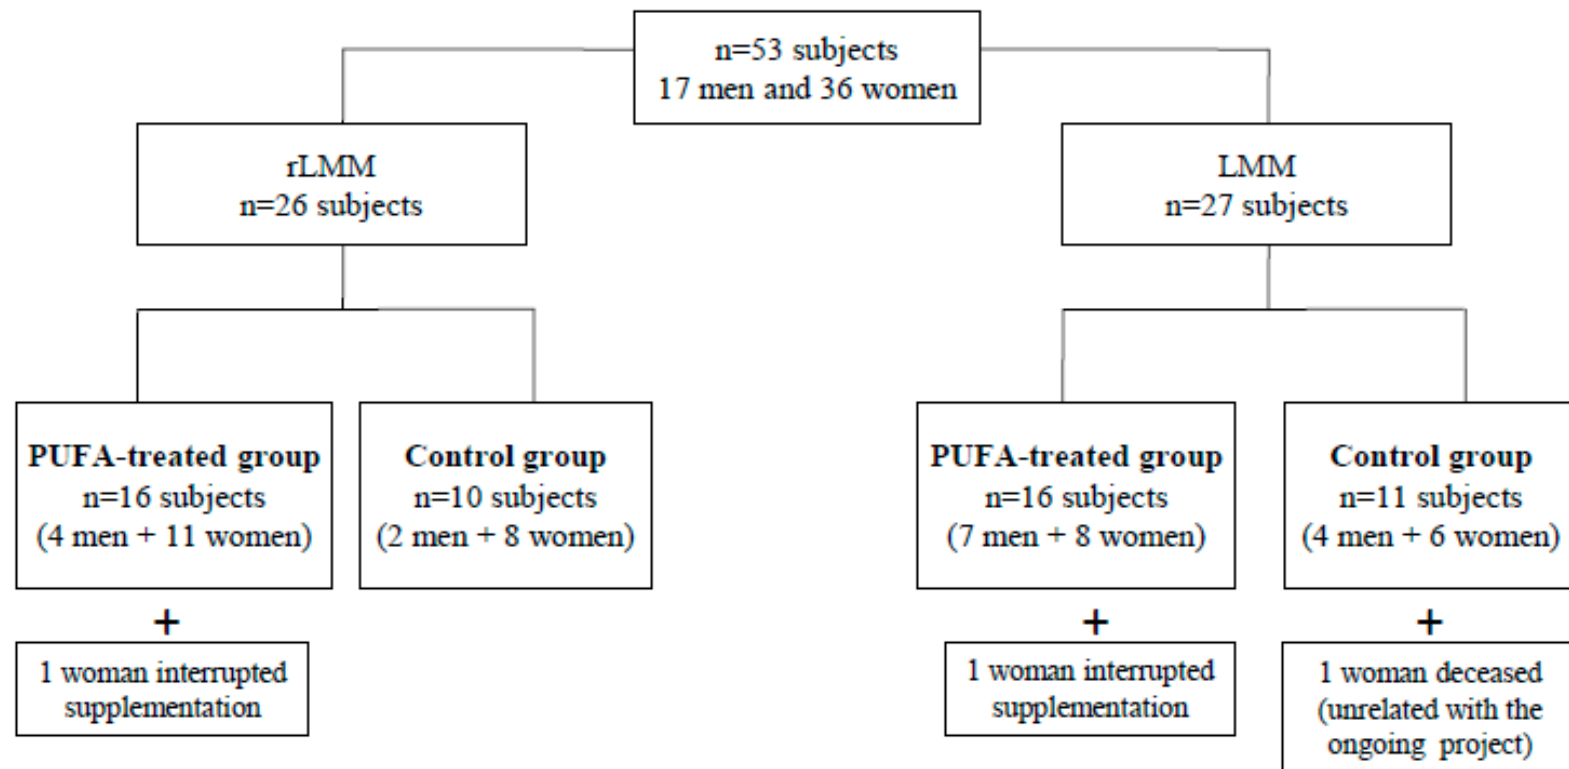 n=53 subjects
17 men and 36 women
rLMM
n=26 subjects
LMM
n=27 subjects
PUFA-treated group
n=16 subjects
(4 men + 11 women)
+
1 woman interrupted
supplementation
Control group
n=10 subjects
(2 men + 8 women)
PUFA-treated group
n=16 subjects
(7 men + 8 women)
+
1 woman interrupted
supplementation
Control group
n=11 subjects
(4 men + 6 women)
+
1 woman deceased
(unrelated with the
ongoing project)